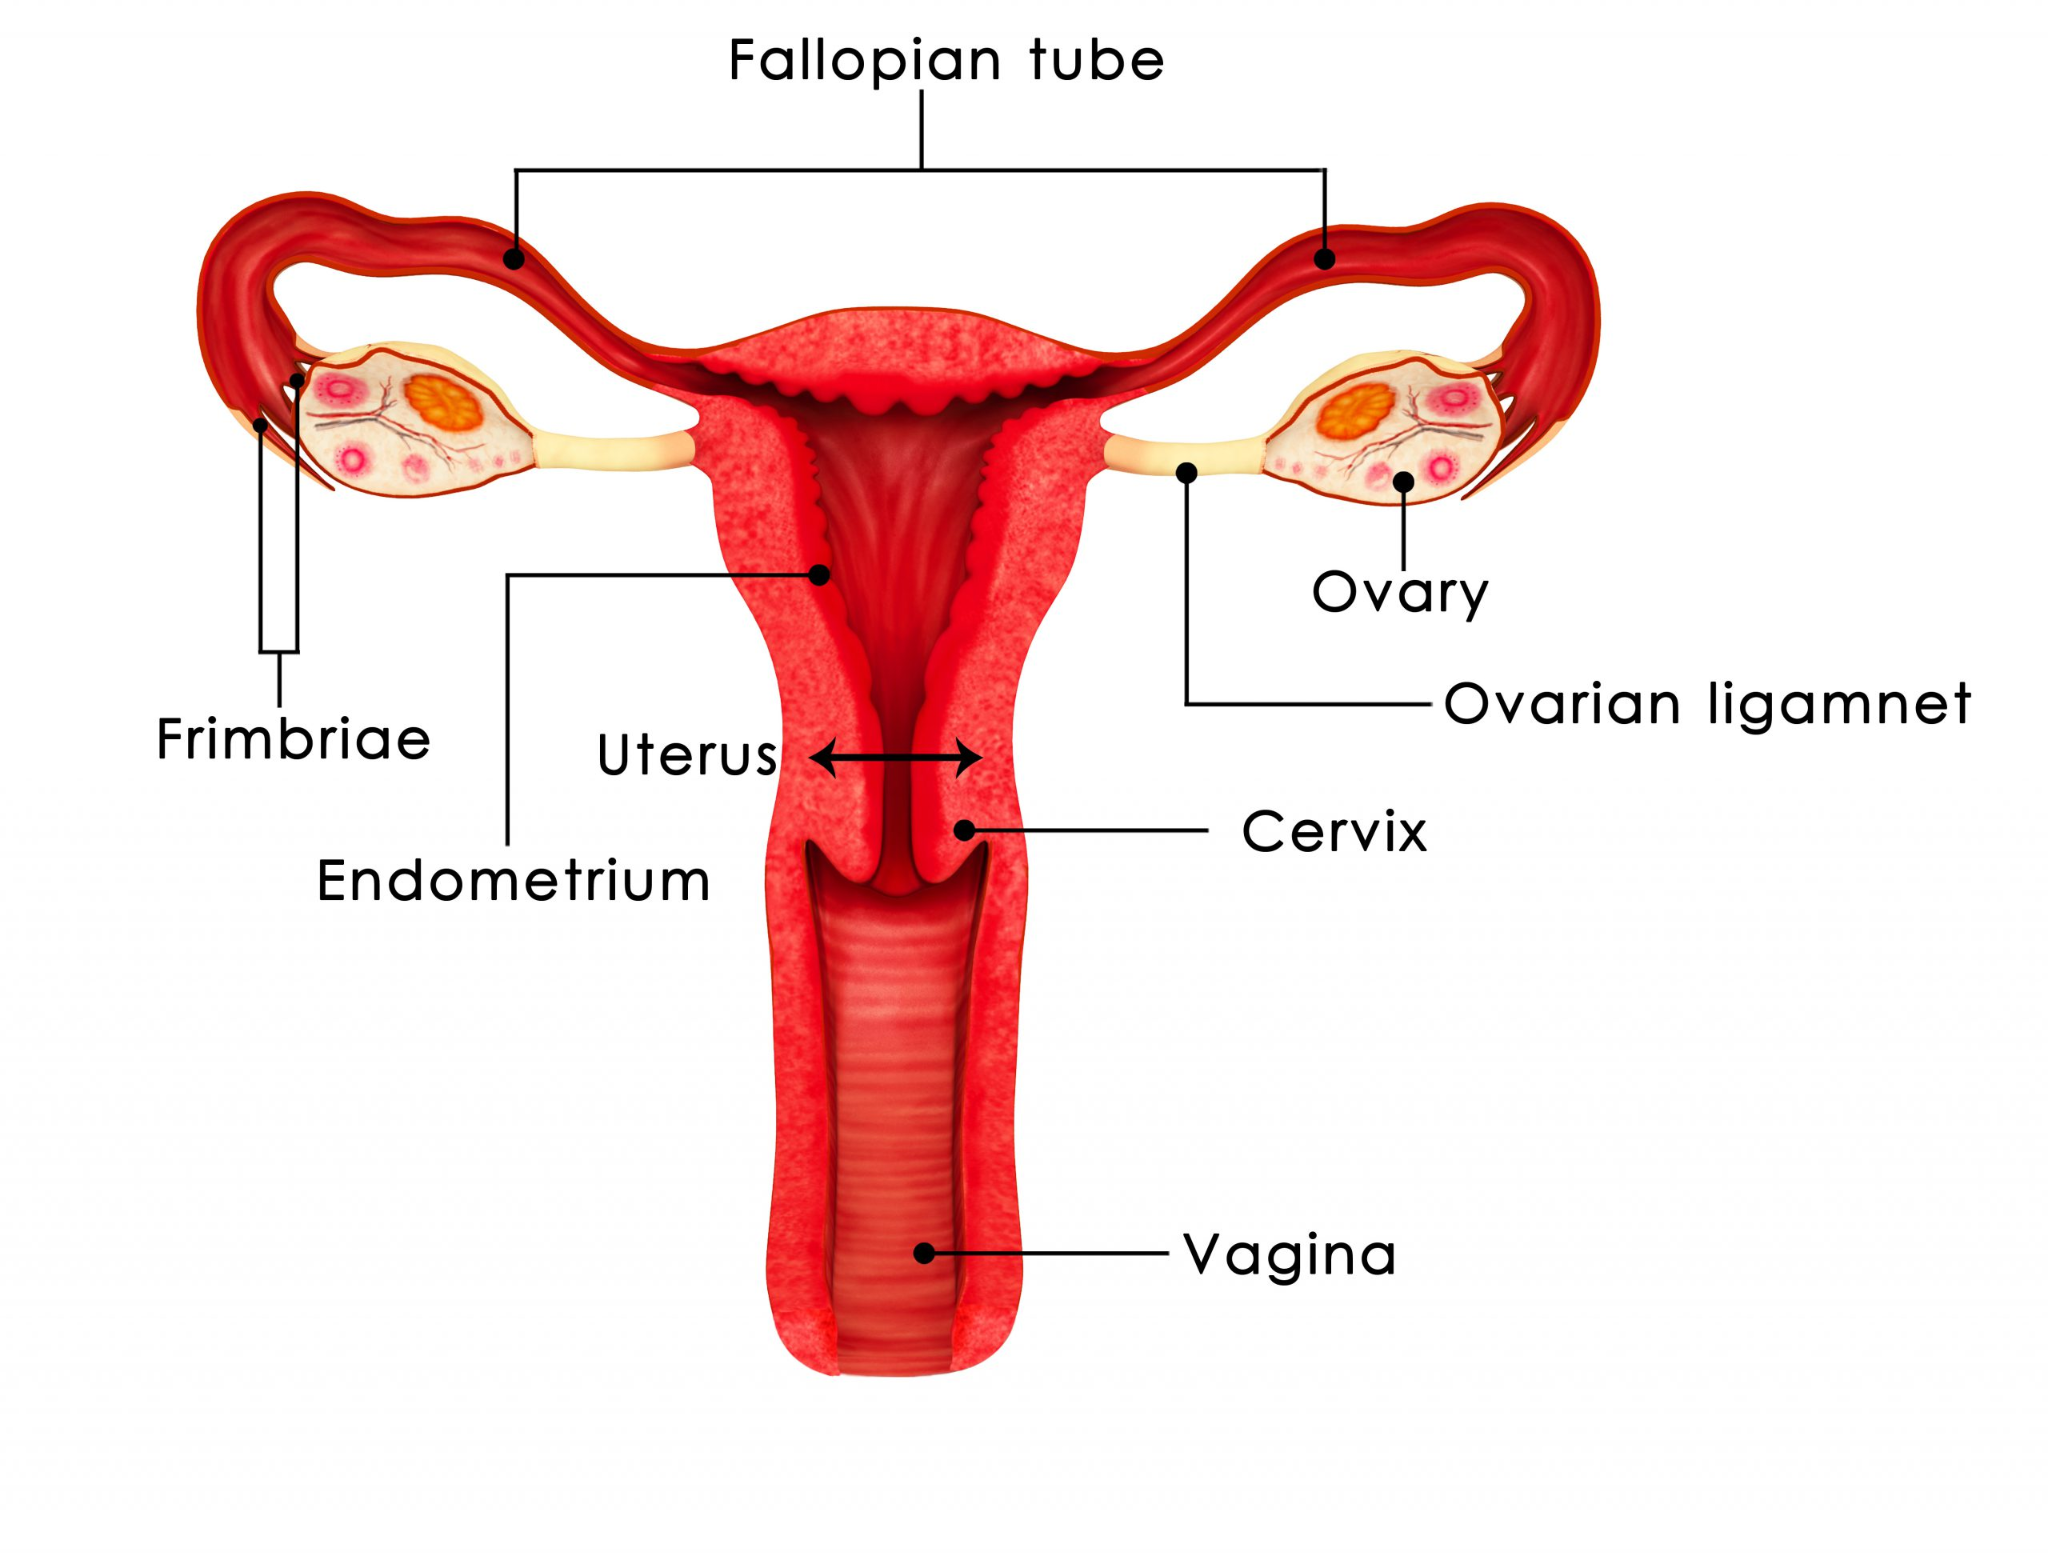 Fallopian tube
Ovary
Ovarian ligamnet
Frimbriae
Uterus
Cervix
Endometrium
Vagina